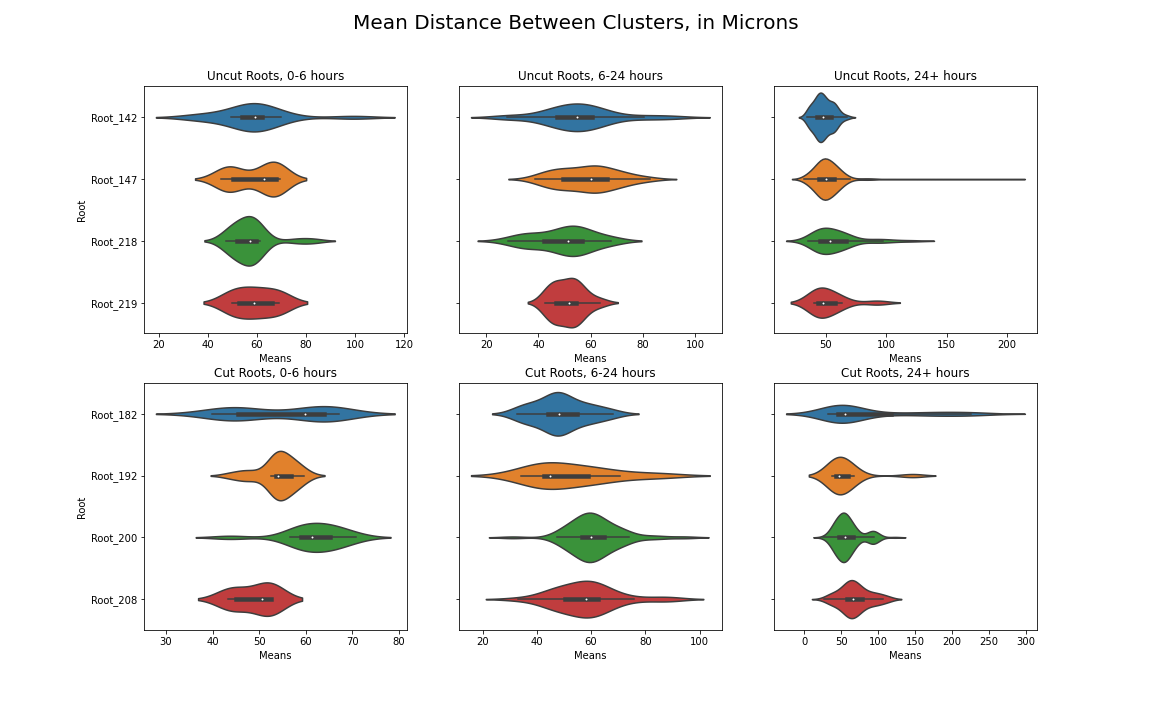 Mean Distance Between Clusters, in Microns
Uncut Roots, 0-6 hours
Uncut Roots, 6-24 hours
Uncut Roots, 24+ hours
Root
Root_142
Root_147
Root_218
Root_219
20 40 60 80 100 120
20 40 60 80 100
50 100 150 200
Means
Means
Means
Cut Roots, 0-6 hours
Cut Roots, 6-24 hours
Cut Roots, 24+ hours
Root
Root_182
Root_192
Root_200
Root_208
30 40 50 60 70 80
20 40 60 80 100
0 50 100 150 200 250 300
Means
Means
Means